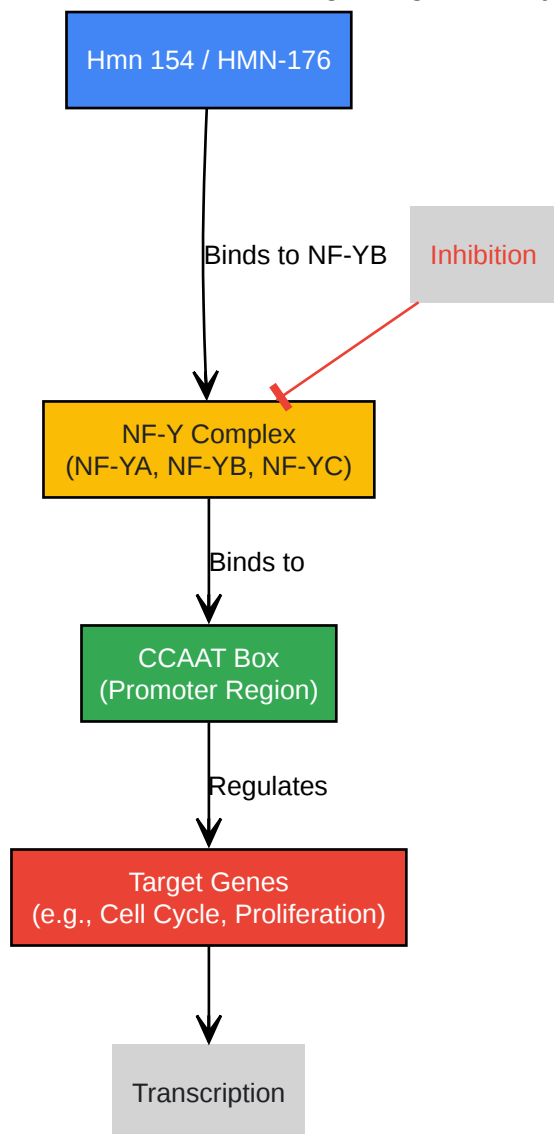 Hmn 154 / HMN-176
Binds to NF-YB
Inhibition
NF-Y Complex
(NF-YA, NF-YB, NF-YC)
Binds to
CCAAT Box
(Promoter Region)
Regulates
Target Genes
(e.g., Cell Cycle, Proliferation)
Transcription